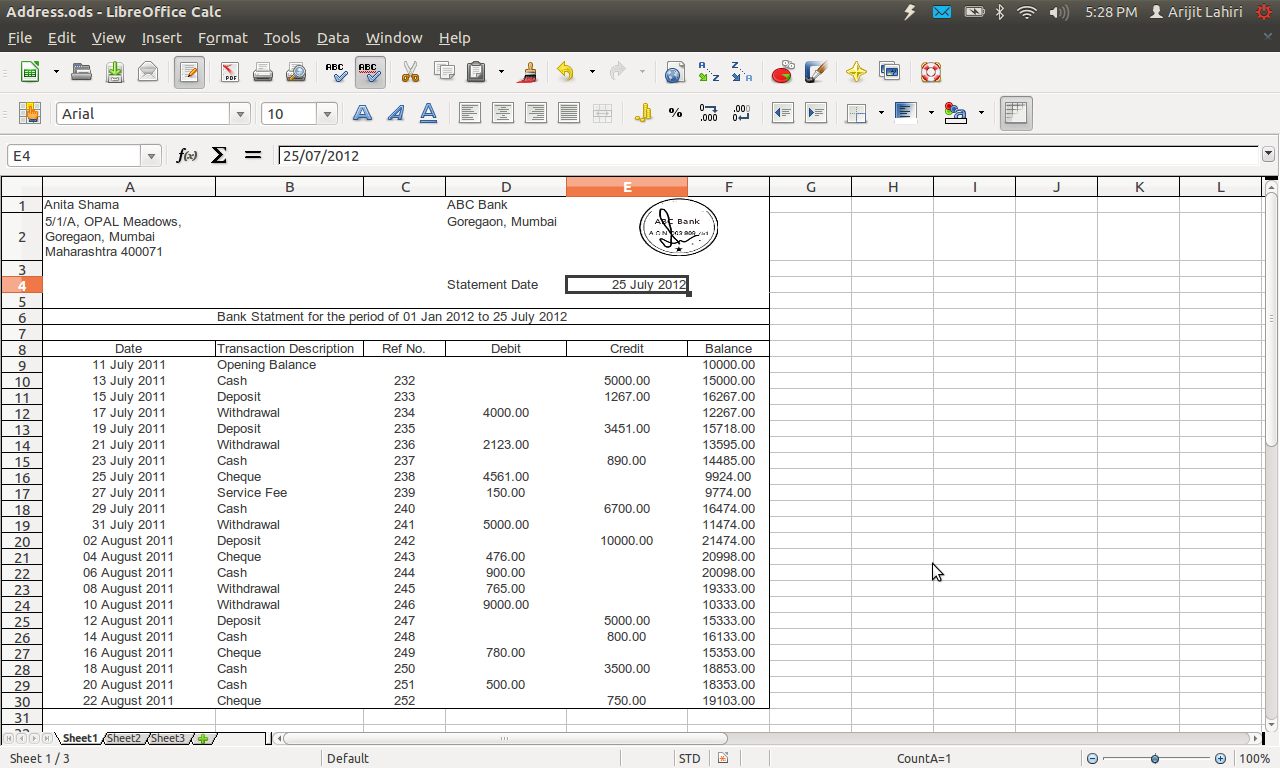 Address.ods - LibreOffice Calc
5:28 PM Arijit Lahiri
File Edit View Insert Format Tools Data Window Help
Arial 10
E4 25/07/2012
A B C D E F G H I J K L
1 Anita Shama ABC Bank
2 5/1/A, OPAL Meadows, Goregaon, Mumbai
Goregaon, Mumbai
Maharashtra 400071
ABC Bank
3
4 Statement Date 25 July 2012
5
6 Bank Statment for the period of 01 Jan 2012 to 25 July 2012
7
8 Date Transaction Description Ref No. Debit Credit Balance
9 11 July 2011 Opening Balance 10000.00
10 13 July 2011 Cash 232 5000.00 15000.00
11 15 July 2011 Deposit 233 1267.00 16267.00
12 17 July 2011 Withdrawal 234 4000.00 12267.00
13 19 July 2011 Deposit 235 3451.00 15718.00
14 21 July 2011 Withdrawal 236 2123.00 13595.00
15 23 July 2011 Cash 237 890.00 14485.00
16 25 July 2011 Cheque 238 4561.00 9924.00
17 27 July 2011 Service Fee 239 150.00 9774.00
18 29 July 2011 Cash 240 6700.00 16474.00
19 31 July 2011 Withdrawal 241 5000.00 11474.00
20 02 August 2011 Deposit 242 10000.00 21474.00
21 04 August 2011 Cheque 243 476.00 20998.00
22 06 August 2011 Cash 244 900.00 20098.00
23 08 August 2011 Withdrawal 245 765.00 19333.00
24 10 August 2011 Withdrawal 246 9000.00 10333.00
25 12 August 2011 Deposit 247 5000.00 15333.00
26 14 August 2011 Cash 248 800.00 16133.00
27 16 August 2011 Cheque 249 780.00 15353.00
28 18 August 2011 Cash 250 3500.00 18853.00
29 20 August 2011 Cash 251 500.00 18353.00
30 22 August 2011 Cheque 252 750.00 19103.00
31
Sheet1 Sheet2 Sheet3
Sheet 1 / 3 Default STD CountA=1 100%